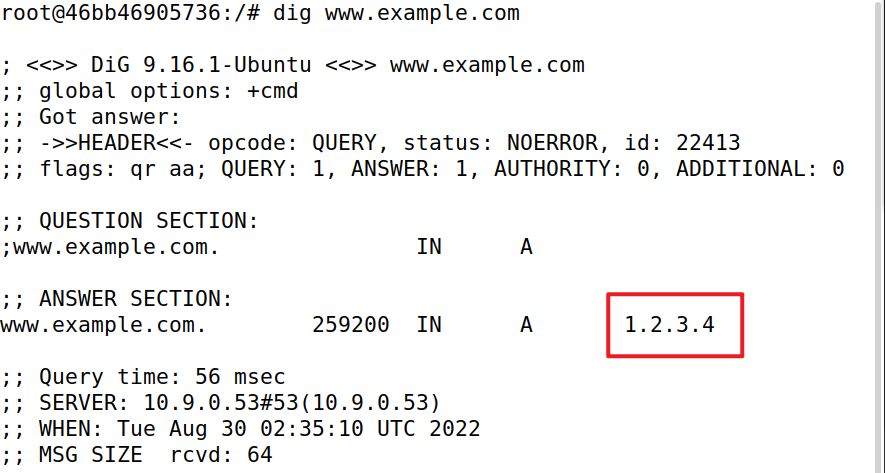 root@46bb46905736:/# dig www.example.com
; <<>> DiG 9.16.1-Ubuntu <<>> www.example.com
;; global options: +cmd
;; Got answer:
;; ->>HEADER<<- opcode: QUERY, status: NOERROR, id: 22413
;; flags: qr aa; QUERY: 1, ANSWER: 1, AUTHORITY: 0, ADDITIONAL: 0
;; QUESTION SECTION:
;www.example.com.               IN      A
;; ANSWER SECTION:
www.example.com.        259200  IN      A       1.2.3.4
;; Query time: 56 msec
;; SERVER: 10.9.0.53#53(10.9.0.53)
;; WHEN: Tue Aug 30 02:35:10 UTC 2022
;; MSG SIZE  rcvd: 64